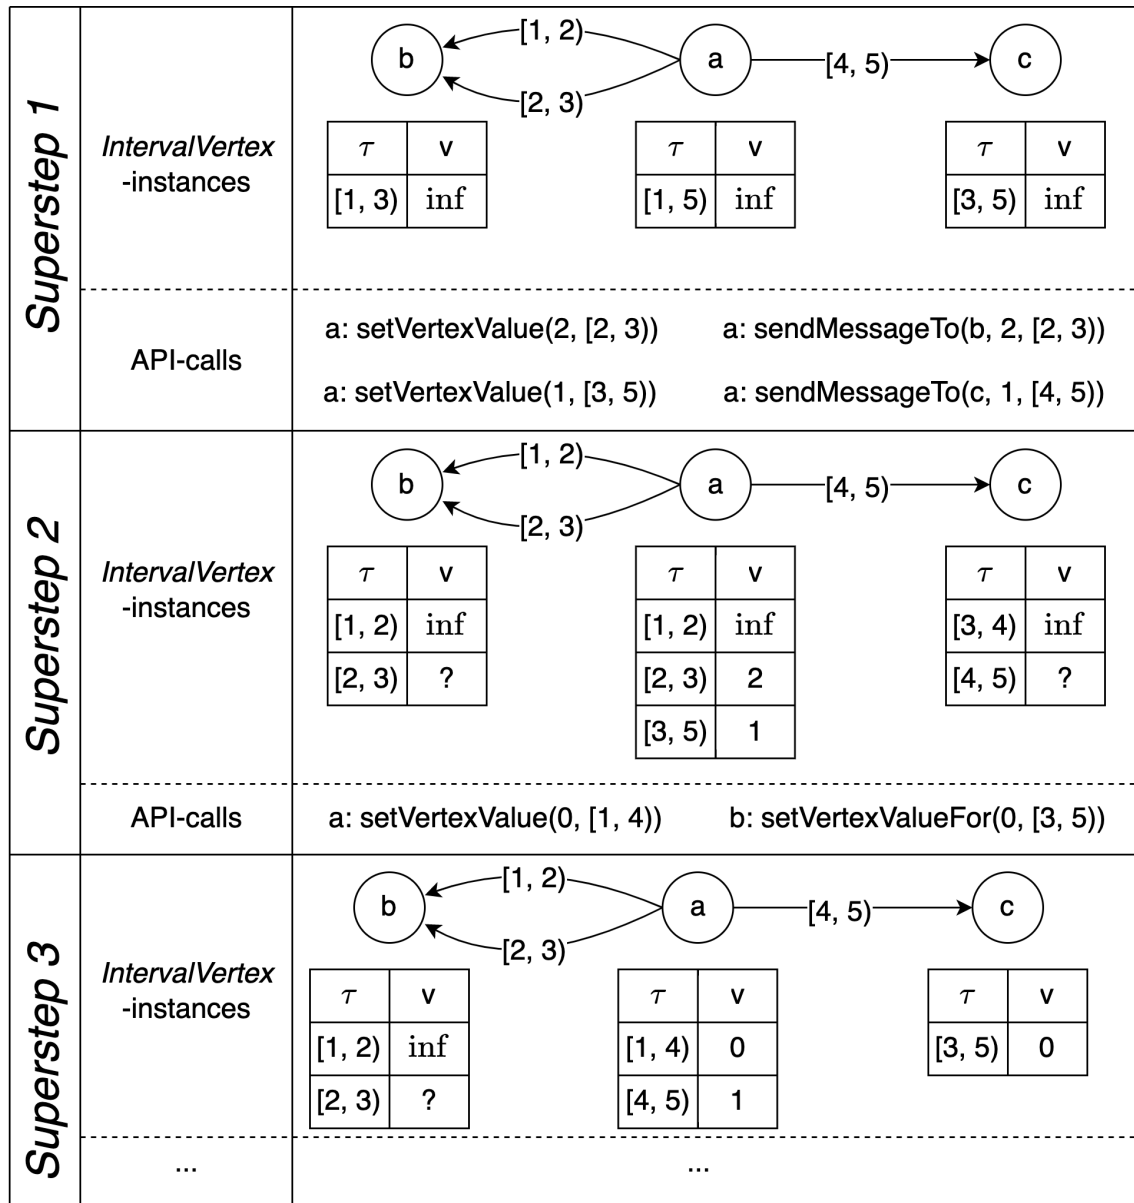 Superstep 1
IntervalVertex
-instances
b
[1, 2)
a
[4, 5)
c
[2, 3)
τ v
[1, 3) inf
τ v
[1, 5) inf
τ v
[3, 5) inf
API-calls
a: setVertexValue(2, [2, 3)) a: sendMessageTo(b, 2, [2, 3))
a: setVertexValue(1, [3, 5)) a: sendMessageTo(c, 1, [4, 5))
Superstep 2
IntervalVertex
-instances
b
[1, 2)
a
[4, 5)
c
[2, 3)
τ v
[1, 2) inf
[2, 3) ?
τ v
[1, 2) inf
[2, 3) 2
[3, 5) 1
τ v
[3, 4) inf
[4, 5) ?
API-calls
a: setVertexValue(0, [1, 4)) b: setVertexValueFor(0, [3, 5))
Superstep 3
IntervalVertex
-instances
b
[1, 2)
a
[4, 5)
c
[2, 3)
τ v
[1, 2) inf
[2, 3) ?
τ v
[1, 4) 0
[4, 5) 1
τ v
[3, 5) 0
... ...